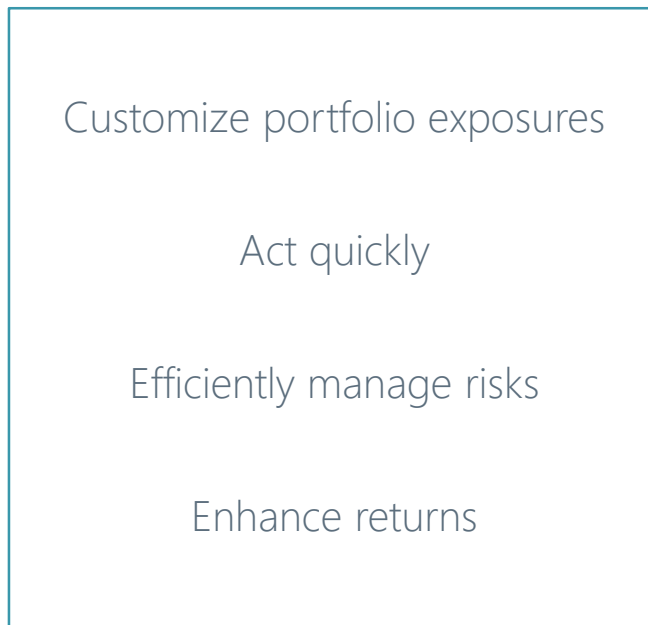 Customize portfolio exposures
Act quickly
Efficiently manage risks
Enhance returns